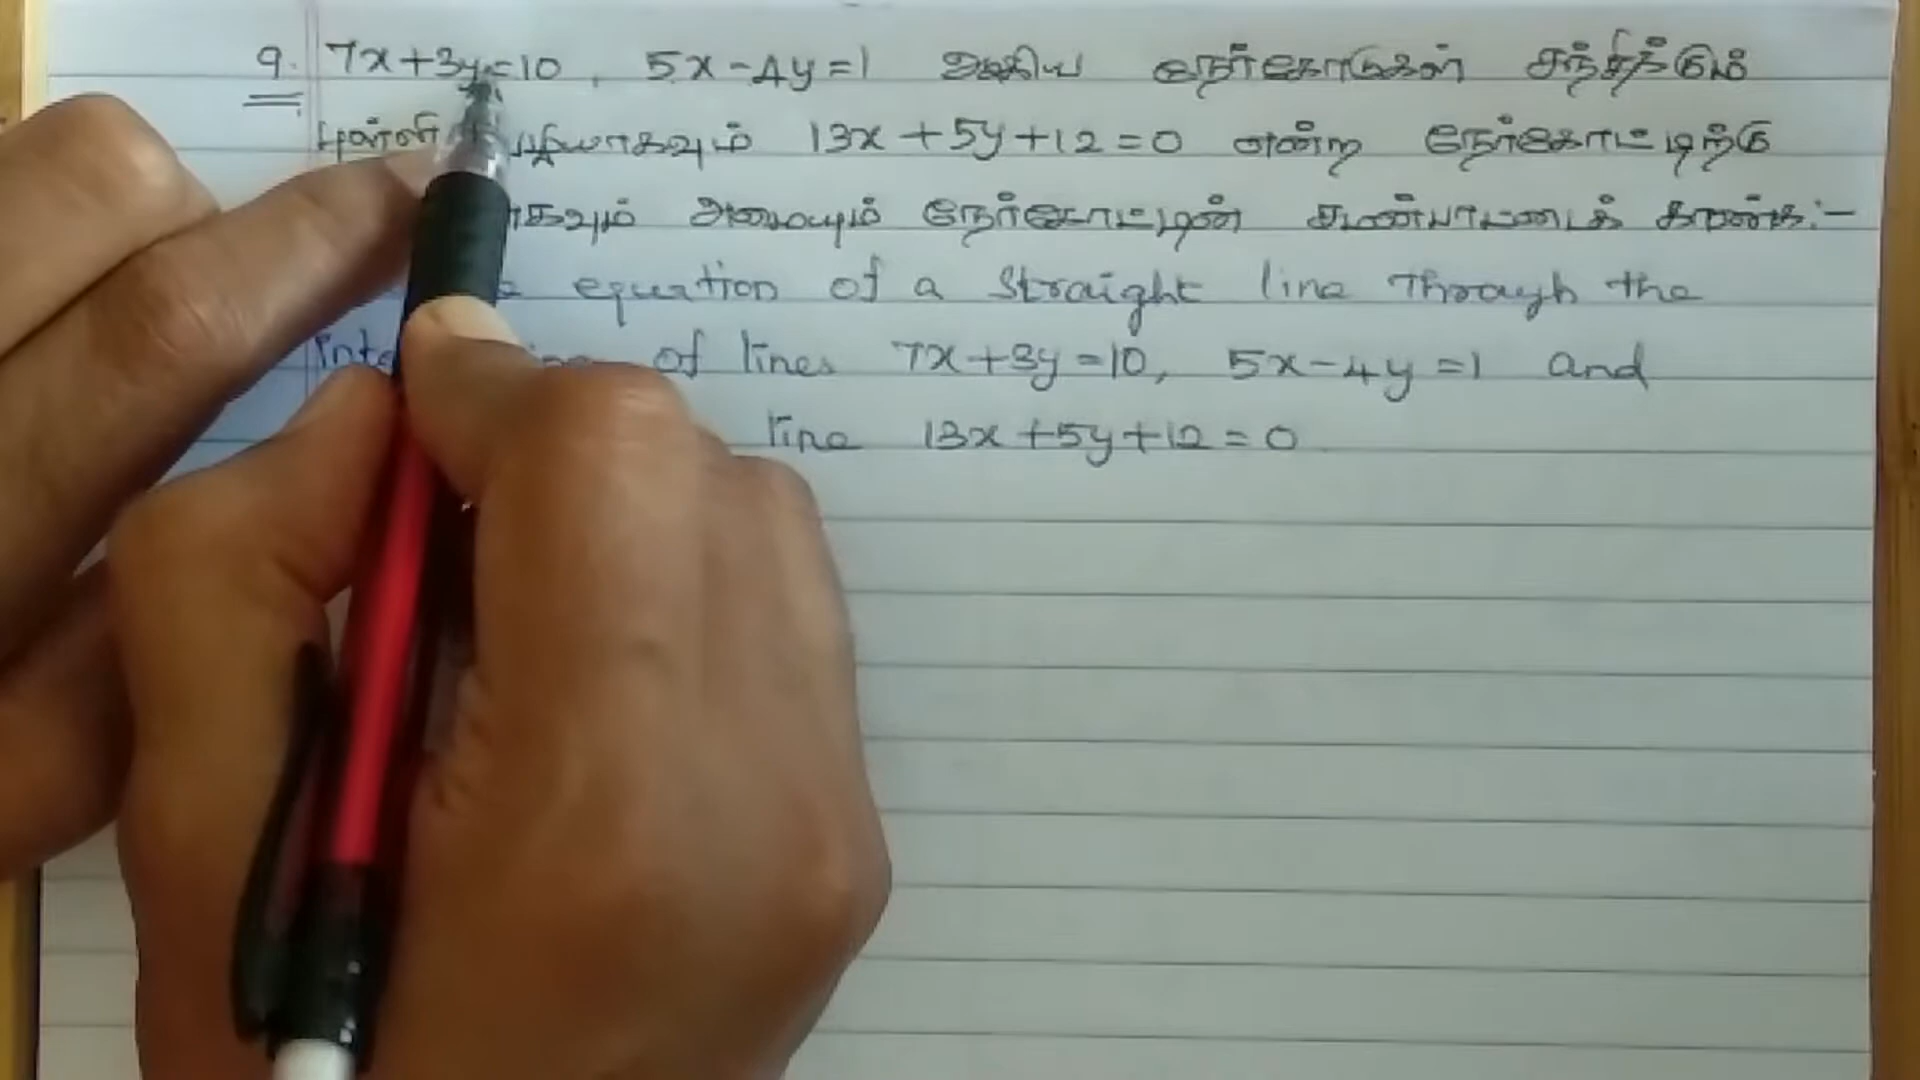 9. 7x+3y=10, 5x-4y=1 ஆகிய நேர்கோடுகள் சந்திக்கும்
புள்ளி வழியாகவும் 13x+5y+12=0 என்ற நேர்கோட்டிற்கு
அமையும் நேர்கோட்டின் சமன்பாட்டைக் காண்க:-
equation of a Straight line Through the
of lines 7x+3y=10, 5x-4y=1 and
line 13x+5y+12=0